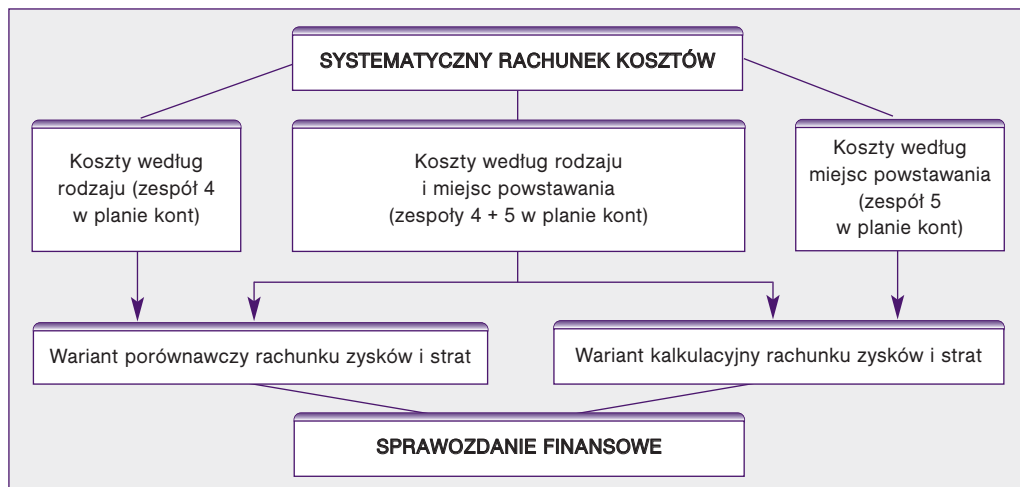 SYSTEMATYCZNY RACHUNEK KOSZTÓW
Koszty według
rodzaju (zespół 4
w planie kont)
Koszty według rodzaju
i miejsc powstawania
(zespoły 4 + 5 w planie kont)
Koszty według
miejsc powstawania
(zespół 5
w planie kont)
Wariant porównawczy rachunku zysków i strat
Wariant kalkulacyjny rachunku zysków i strat
SPRAWOZDANIE FINANSOWE